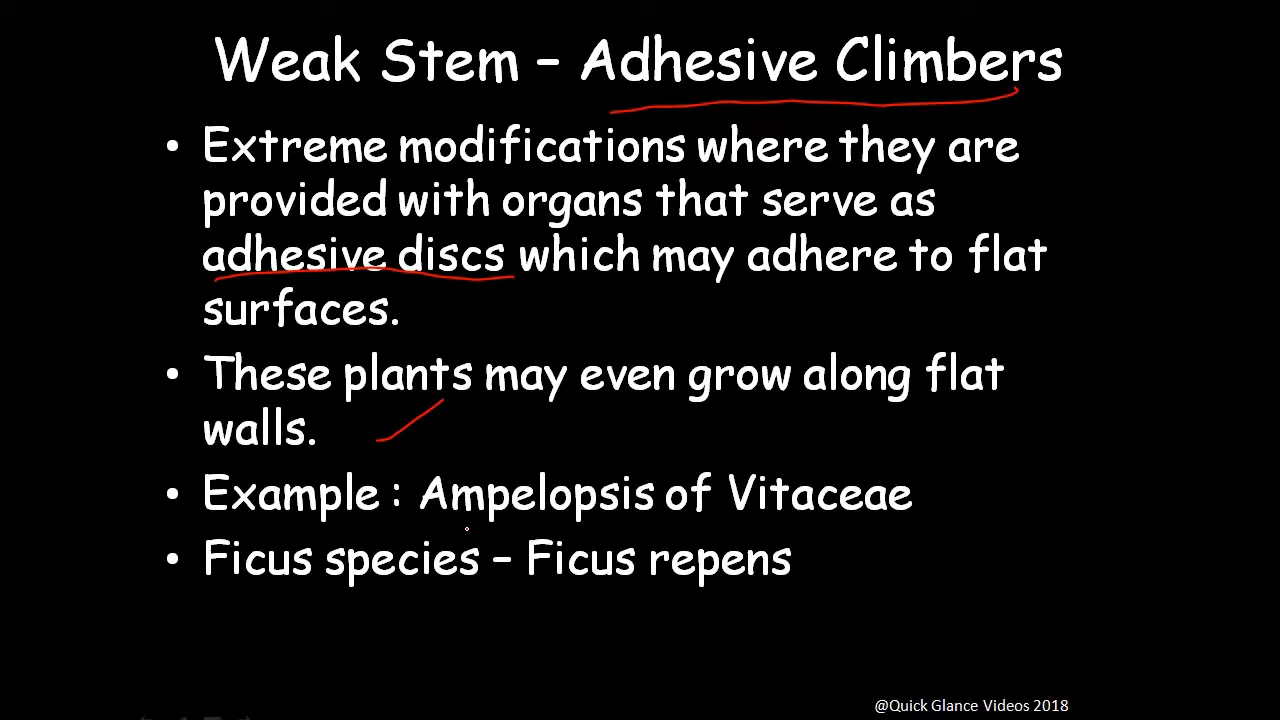 Weak Stem – Adhesive Climbers
• Extreme modifications where they are
provided with organs that serve as
adhesive discs which may adhere to flat
surfaces.
• These plants may even grow along flat
walls.
• Example : Ampelopsis of Vitaceae
• Ficus species – Ficus repens
@Quick Glance Videos 2018